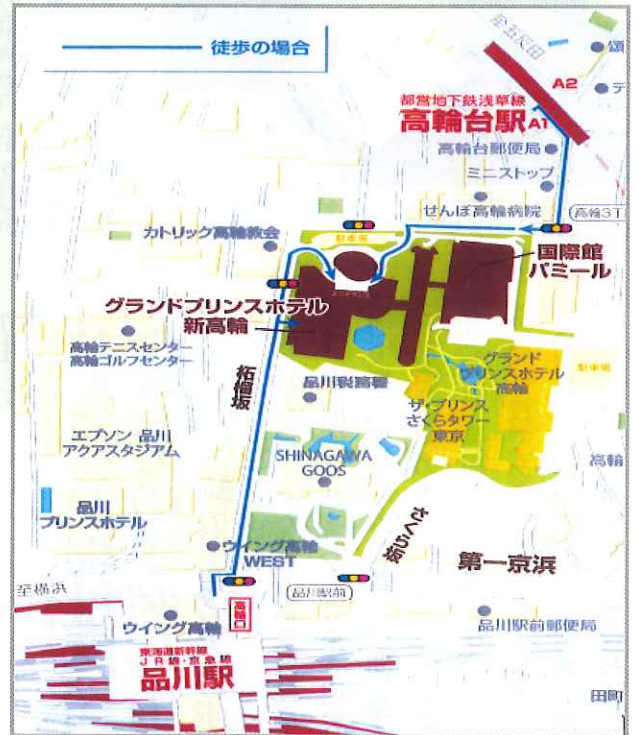 徒歩の場合
至五反田
A2
都営地下鉄浅草線
高輪台駅A1
高輪台郵便局
ミニストップ
せんぽ高輪病院
高輪3丁
カトリック高輪教会
駐車場
国際館
パミール
グランドプリンスホテル
新高輪
高輪テニスセンター
高輪ゴルフセンター
柘榴坂
品川税務署
グランド
プリンスホテル
高輪
駐車場
ザ・プリンス
さくらタワー
東京
エプソン 品川
アクアスタジアム
SHINAGAWA
GOOS
高輪
品川
プリンスホテル
さくら坂
ウイング高輪
WEST
第一京浜
至横浜
品川駅前
高輪口
ウイング高輪
品川駅前郵便局
東海道新幹線
JR線・京急線
品川駅
田町